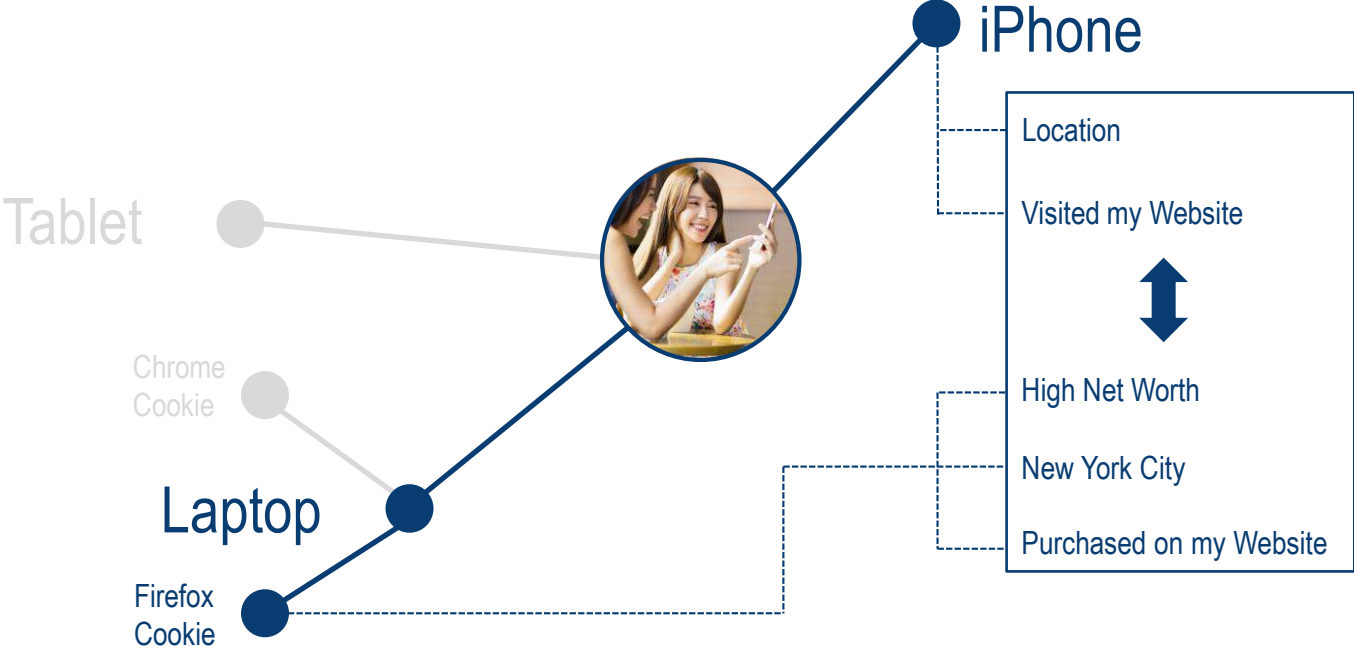 iPhone
Location
Visited my Website
Tablet
Chrome
Cookie
High Net Worth
New York City
Laptop
Purchased on my Website
Firefox
Cookie